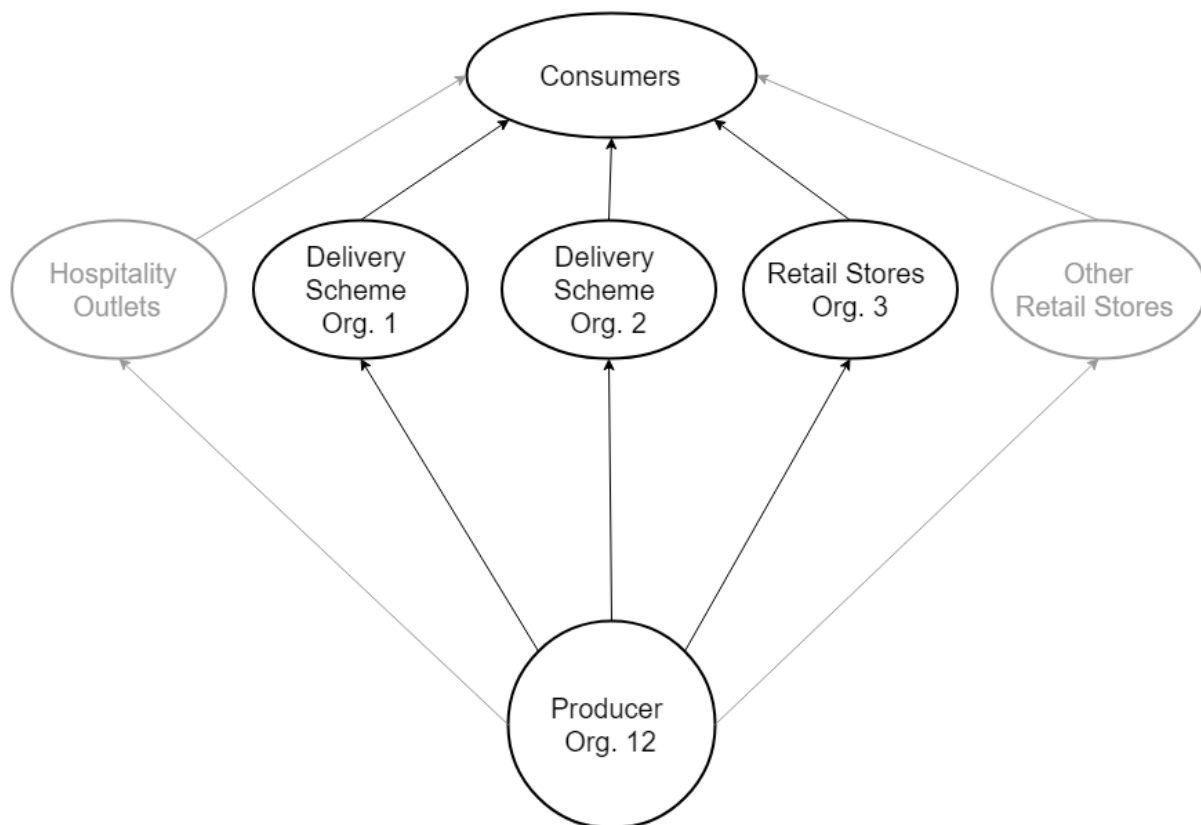 Consumers
Hospitality
Outlets
Delivery
Scheme
Org. 1
Delivery
Scheme
Org. 2
Retail Stores
Org. 3
Other
Retail Stores
Producer
Org. 12